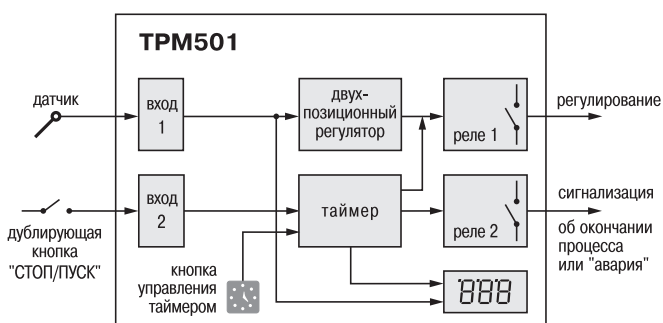 ТРМ501
датчик
вход
1
двух-
позиционный
регулятор
реле 1
регулирование
дублирующая
кнопка
"СТОП/ПУСК"
вход
2
таймер
реле 2
сигнализация
об окончании
процесса
или "авария"
кнопка
управления
таймером
888